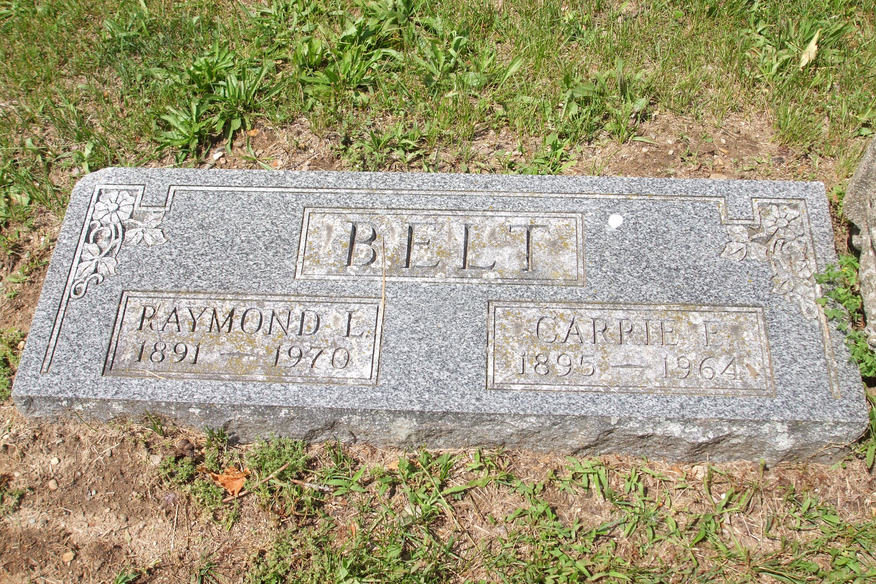 BELT
RAYMOND L.
1891 - 1970
CARRIE E.
1895 - 1964